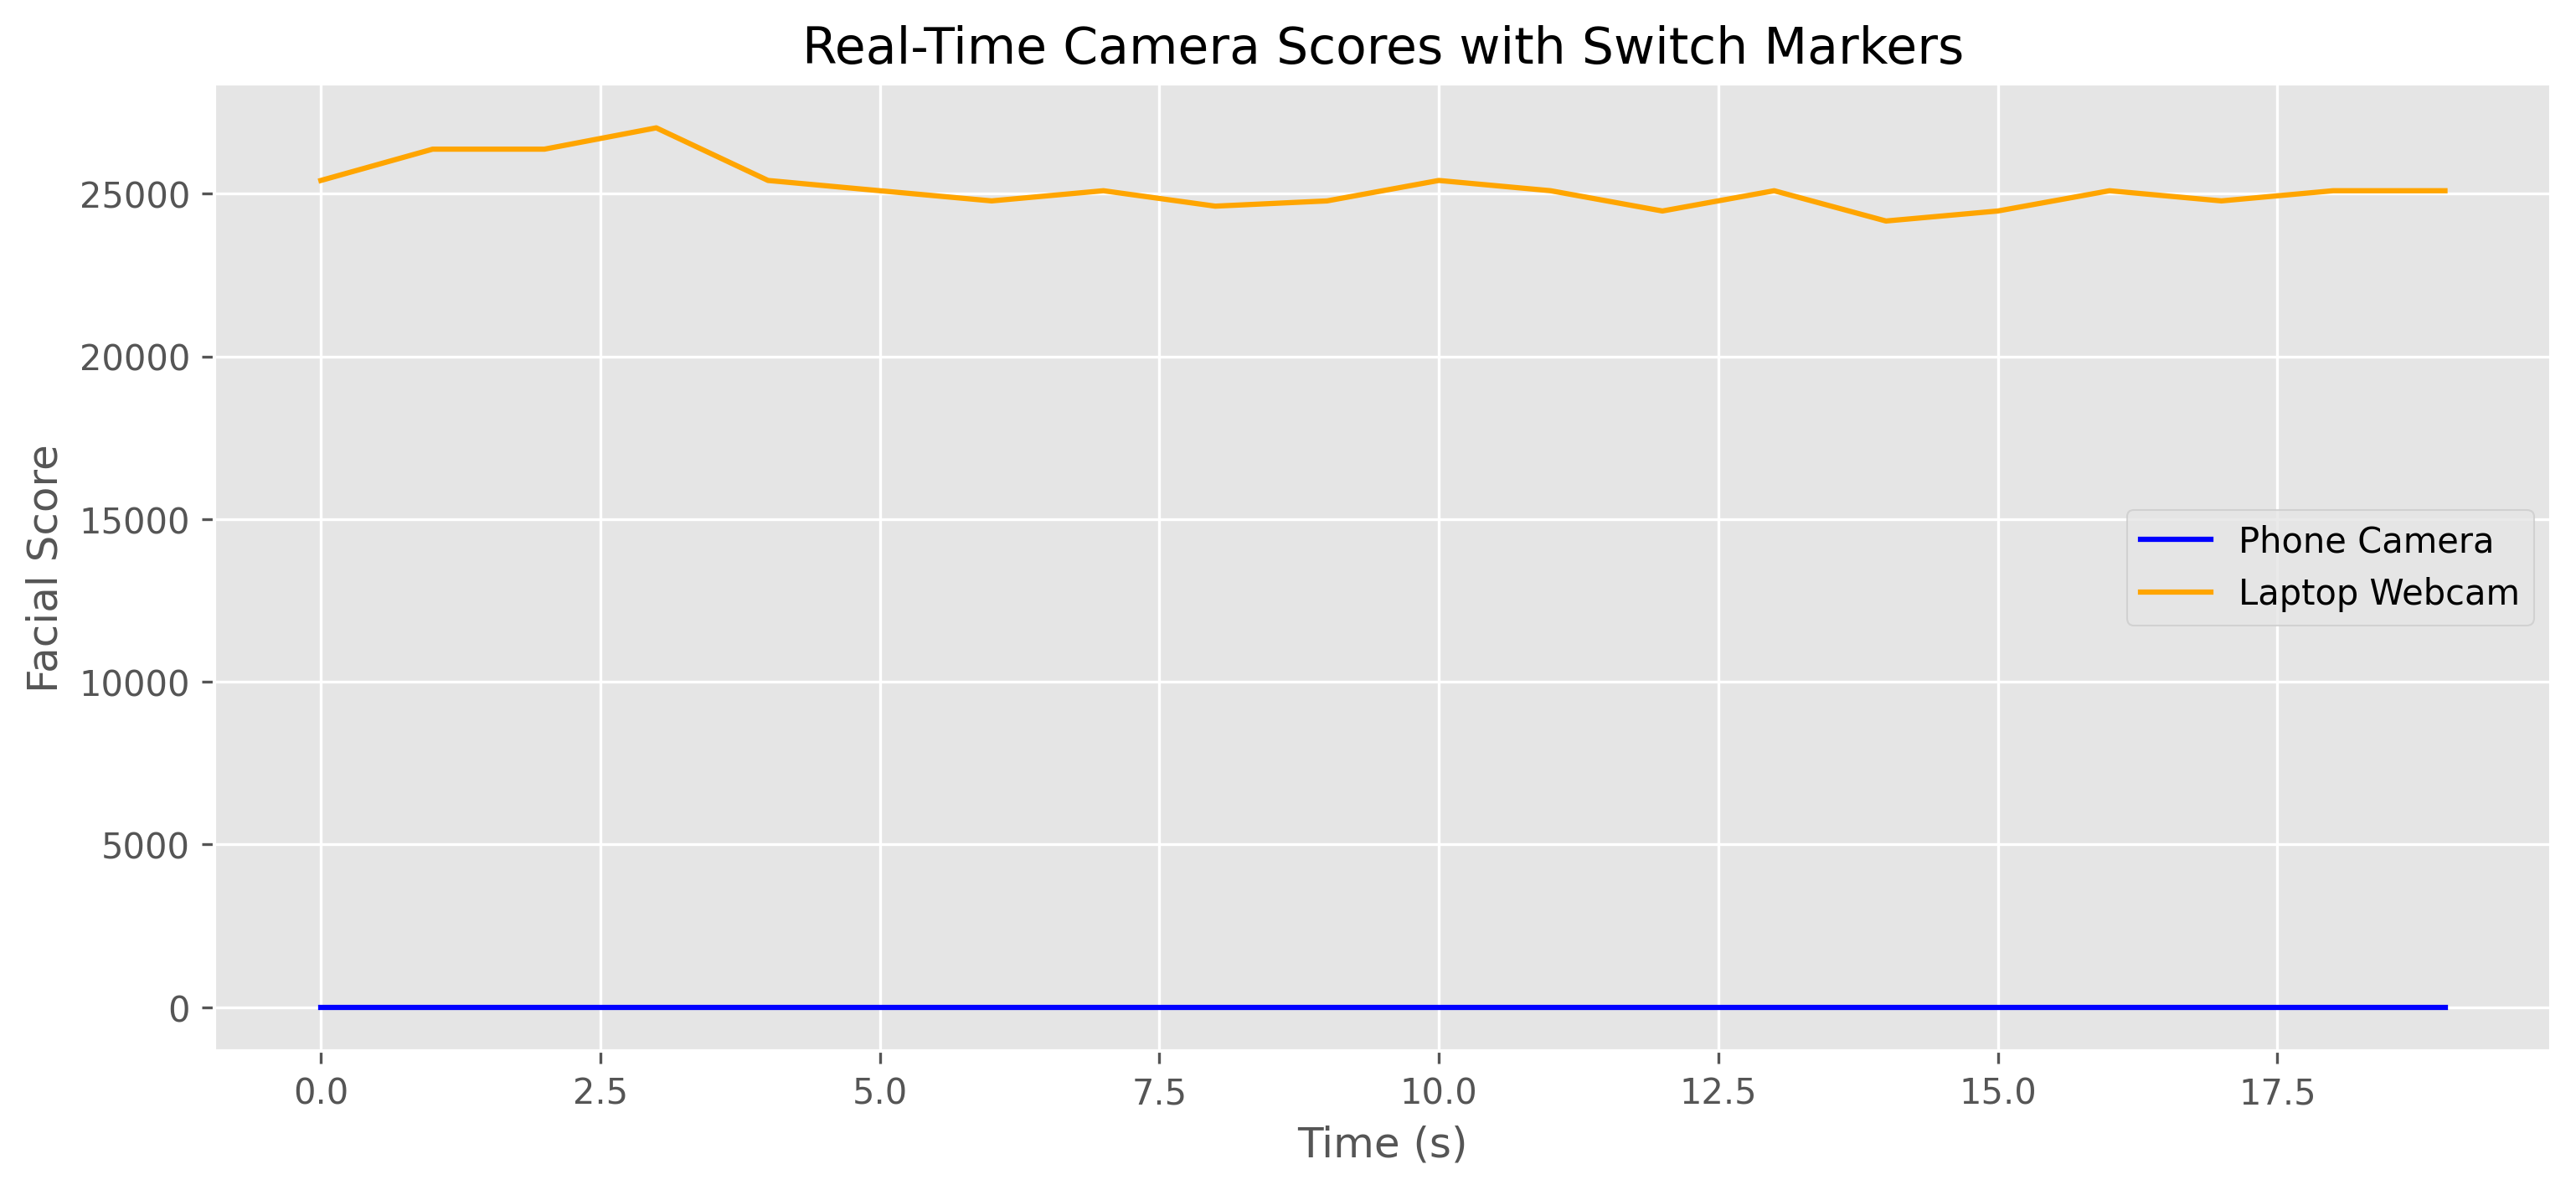 Real-Time Camera Scores with Switch Markers
Facial Score
25000
20000
15000
10000
5000
0
Phone Camera
Laptop Webcam
0.0 2.5 5.0 7.5 10.0 12.5 15.0 17.5
Time (s)